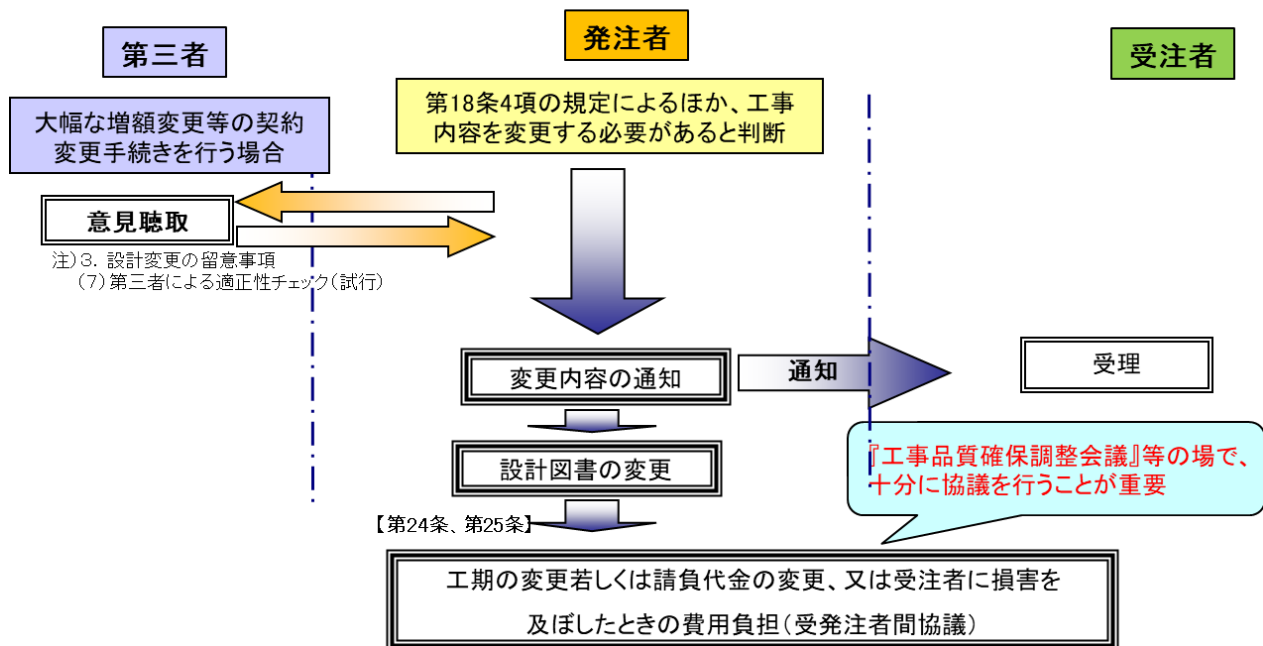 第三者
発注者
受注者
大幅な増額変更等の契約
変更手続きを行う場合
第18条4項の規定によるほか、工事
内容を変更する必要があると判断
意見聴取
注)3. 設計変更の留意事項
(7)第三者による適正性チェック(試行)
変更内容の通知
通知
受理
設計図書の変更
『工事品質確保調整会議』等の場で、
十分に協議を行うことが重要
【第24条、第25条】
工期の変更若しくは請負代金の変更、又は受注者に損害を
及ぼしたときの費用負担(受発注者間協議)